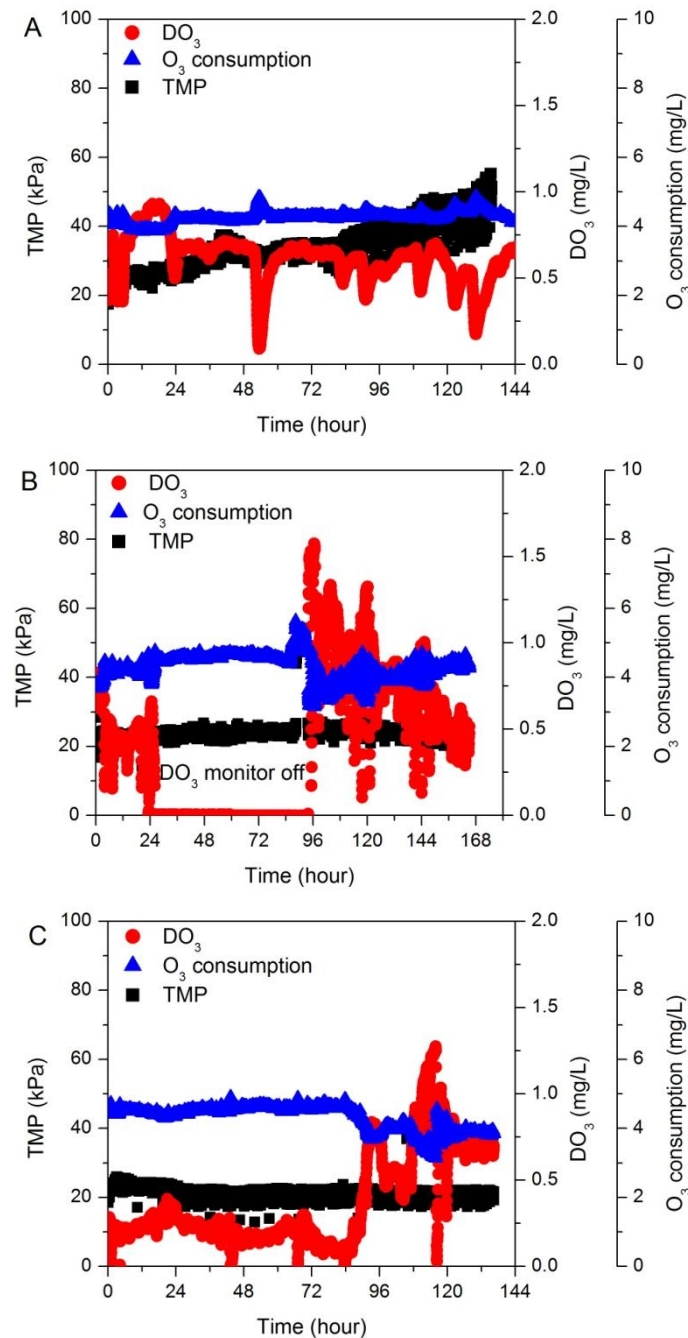 A
DO3
O3 consumption
TMP
TMP (kPa)
100
80
60
40
20
0
2.0
1.5
1.0
0.5
0.0
DO3 (mg/L)
10
8
6
4
2
0
O3 consumption (mg/L)
0 24 48 72 96 120 144
Time (hour)
B
DO3
O3 consumption
TMP
TMP (kPa)
100
80
60
40
20
0
DO3 monitor off
2.0
1.5
1.0
0.5
0.0
DO3 (mg/L)
10
8
6
4
2
0
O3 consumption (mg/L)
0 24 48 72 96 120 144 168
Time (hour)
C
DO3
O3 consumption
TMP
TMP (kPa)
100
80
60
40
20
0
2.0
1.5
1.0
0.5
0.0
DO3 (mg/L)
10
8
6
4
2
0
O3 consumption (mg/L)
0 24 48 72 96 120 144
Time (hour)